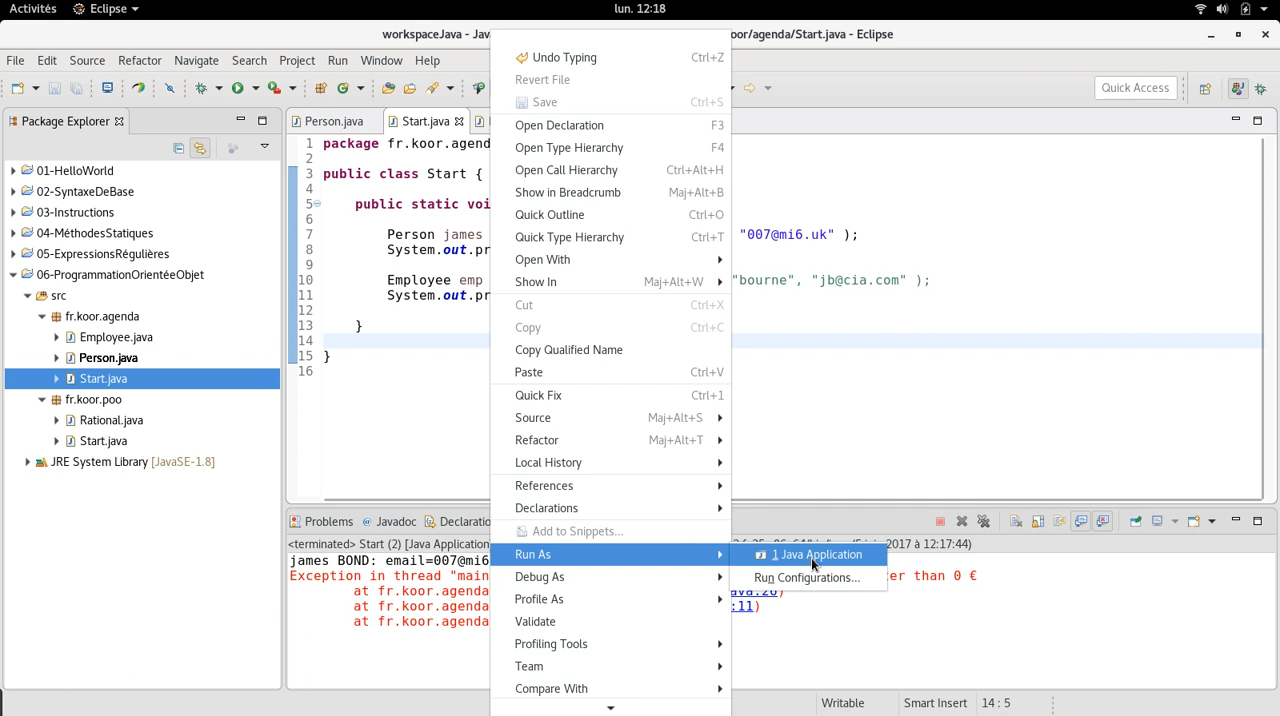 Activités Eclipse lun. 12:18
workspaceJava - Jav oor/agenda/Start.java - Eclipse
File Edit Source Refactor Navigate Search Project Run Window Help
Quick Access
Package Explorer
01-HelloWorld
02-SyntaxeDeBase
03-Instructions
04-MéthodesStatiques
05-ExpressionsRégulières
06-ProgrammationOrientéeObjet
src
fr.koor.agenda
Employee.java
Person.java
Start.java
fr.koor.poo
Rational.java
Start.java
JRE System Library [JavaSE-1.8]
Person.java Start.java
1 package fr.koor.agend
2
3 public class Start {
4
5 public static voi
6
7 Person james "007@mi6.uk" );
8 System.out.pr
9
10 Employee emp "bourne", "jb@cia.com" );
11 System.out.pr
12
13 }
14
15 }
16
Undo Typing Ctrl+Z
Revert File
Save Ctrl+S
Open Declaration F3
Open Type Hierarchy F4
Open Call Hierarchy Ctrl+Alt+H
Show in Breadcrumb Maj+Alt+B
Quick Outline Ctrl+O
Quick Type Hierarchy Ctrl+T
Open With
Show In Maj+Alt+W
Cut Ctrl+X
Copy Ctrl+C
Copy Qualified Name
Paste Ctrl+V
Quick Fix Ctrl+1
Source Maj+Alt+S
Refactor Maj+Alt+T
Local History
References
Declarations
Add to Snippets...
Run As
Debug As
Profile As
Validate
Profiling Tools
Team
Compare With
1 Java Application
Run Configurations...
Problems Javadoc Declaratio
<terminated> Start (2) [Java Application 2017 à 12:17:44)
james BOND: email=007@mi6
Exception in thread "main ter than 0 €
at fr.koor.agenda
at fr.koor.agenda :11)
at fr.koor.agenda
Writable Smart Insert 14 : 5